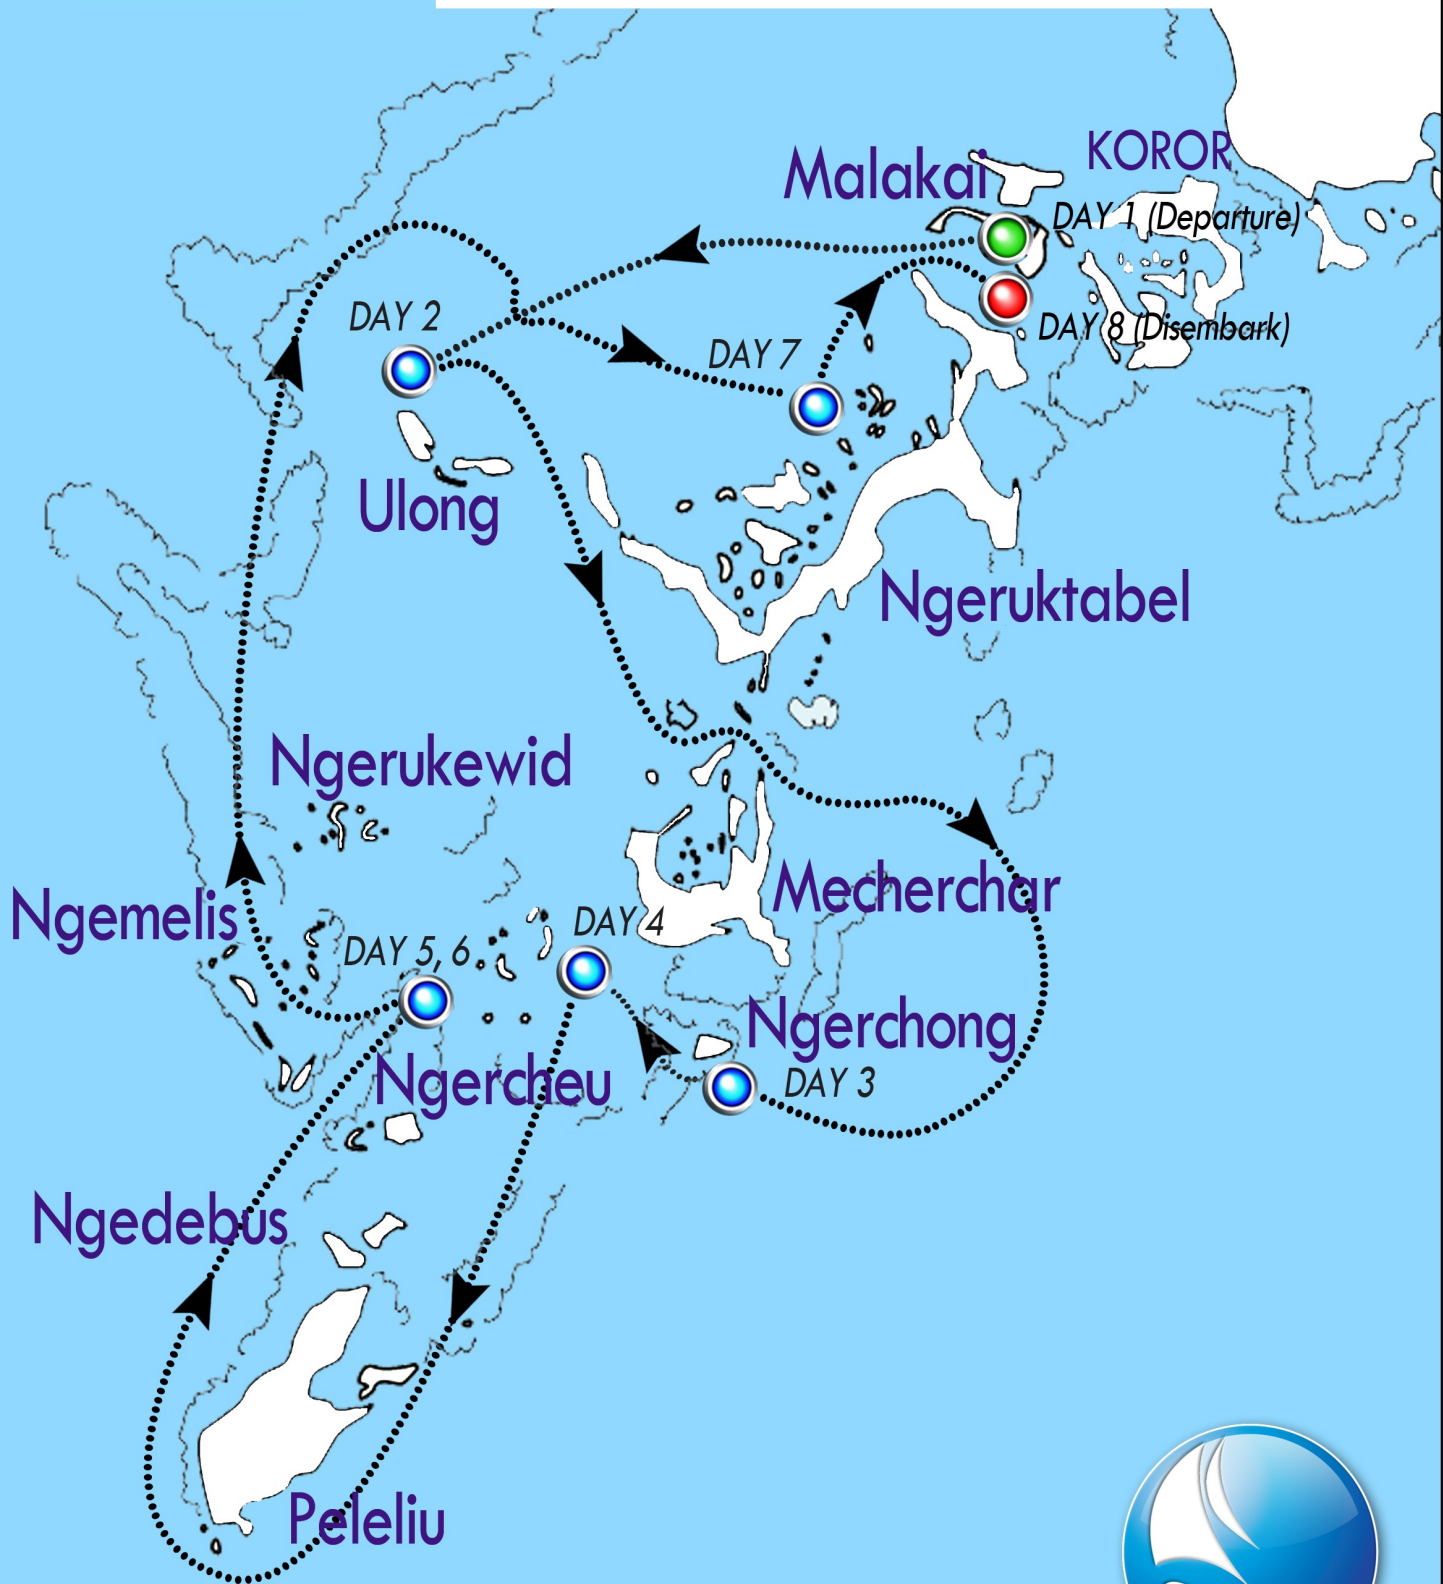 KOROR
Malakai
DAY 1 (Departure)
DAY 2
DAY 8 (Disembark)
DAY 7
Ulong
Ngeruktabel
Ngerukewid
Mecherchar
Ngemelis
DAY 4
DAY 5, 6
Ngerchong
Ngercheu
DAY 3
Ngedebus
Peleliu